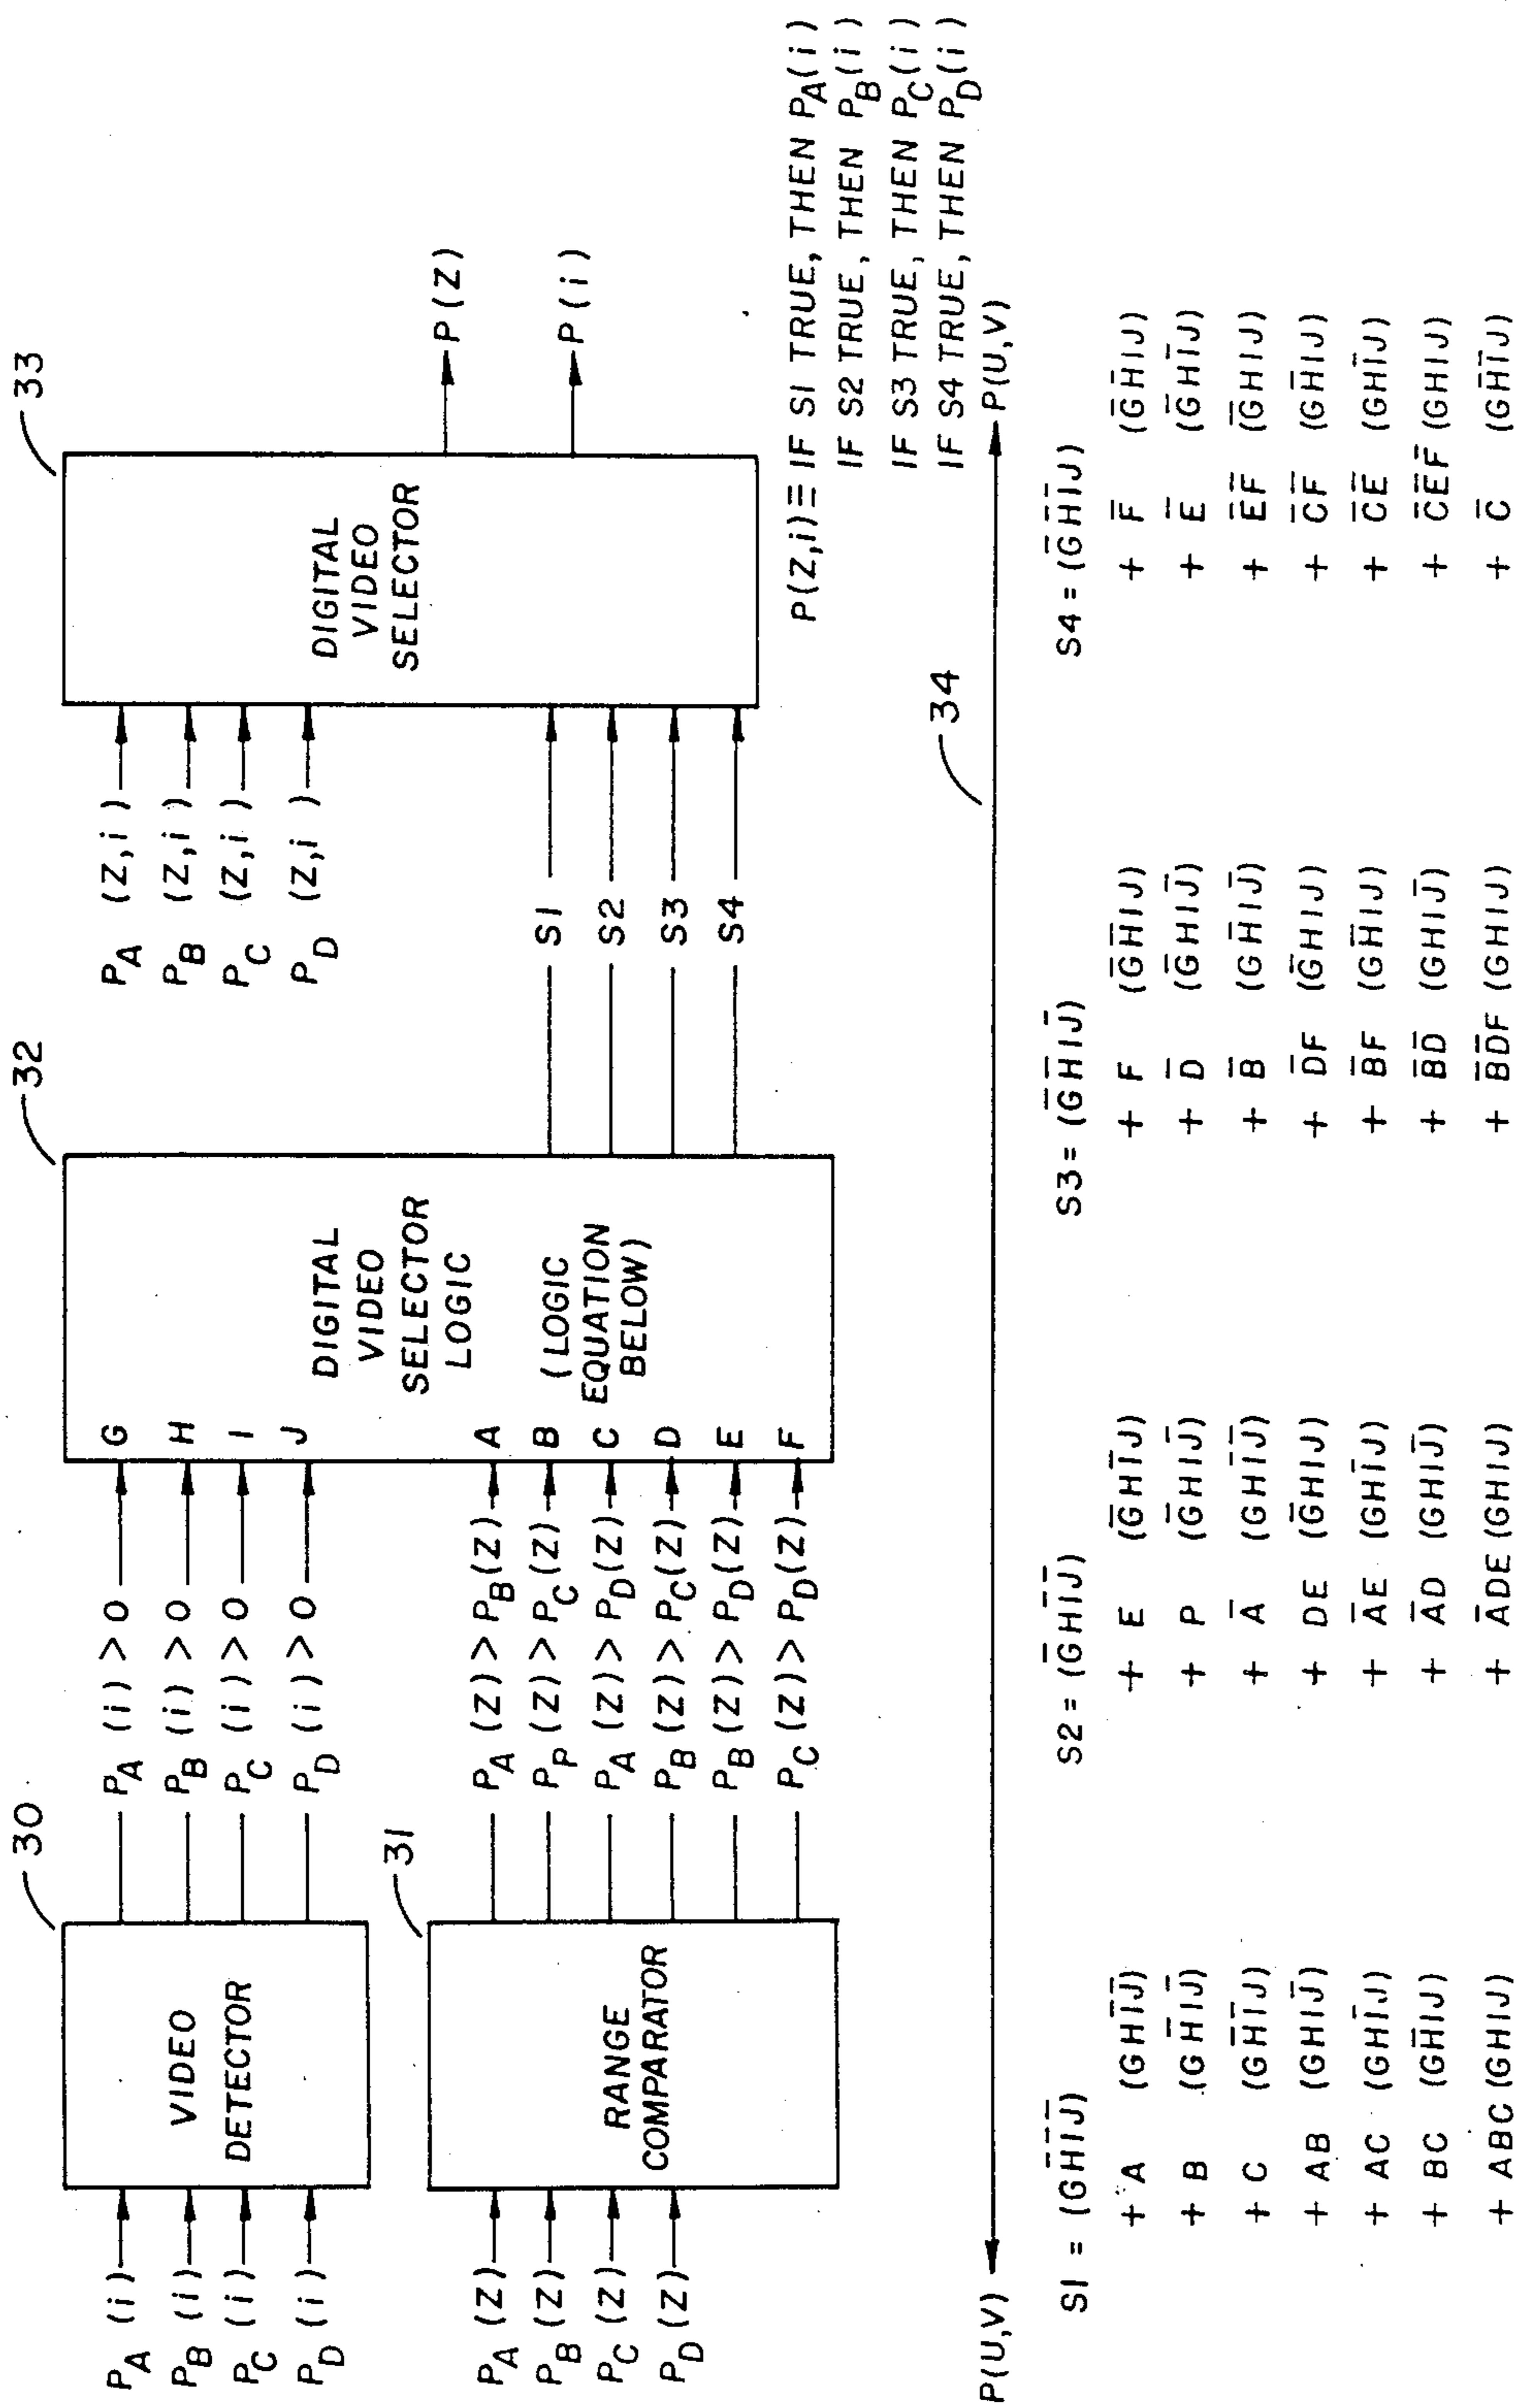 30
P_A (i)
P_B (i)
P_C (i)
P_D (i)
VIDEO
DETECTOR
P_A (i) > 0
P_B (i) > 0
P_C (i) > 0
P_D (i) > 0
31
P_A (Z)
P_B (Z)
P_C (Z)
P_D (Z)
RANGE
COMPARATOR
P_A (Z) > P_B (Z)
P_P (Z) > P_C (Z)
P_A (Z) > P_D (Z)
P_B (Z) > P_C (Z)
P_B (Z) > P_D (Z)
P_C (Z) > P_D (Z)
32
G
H
I
J
A
B
C
D
E
F
DIGITAL
VIDEO
SELECTOR
LOGIC
(LOGIC
EQUATION
BELOW)
S1
S2
S3
S4
P_A (Z,i)
P_B (Z,i)
P_C (Z,i)
P_D (Z,i)
33
DIGITAL
VIDEO
SELECTOR
P(Z)
P(i)
P(Z,i) ≡ IF S1 TRUE, THEN P_A(i)
IF S2 TRUE, THEN P_B(i)
IF S3 TRUE, THEN P_C(i)
IF S4 TRUE, THEN P_D(i)
P(U,V)
34
P(U,V)
S1 = (GH̄ĪJ̄)
+ A (GHĪJ̄)
+ B (GH̄IJ̄)
+ C (GH̄ĪJ)
+ AB (GHIJ̄)
+ AC (GHĪJ)
+ BC (GH̄IJ)
+ ABC (GHIJ)
S2 = (ḠHĪJ̄)
+ E (ḠHĪJ)
+ P (ḠHIJ̄)
+ Ā (GHĪJ̄)
+ DE (ḠHIJ)
+ ĀE (GHĪJ)
+ ĀD (GHIJ̄)
+ ĀDE (GHIJ)
S3 = (ḠH̄IJ̄)
+ F (ḠH̄IJ)
+ D̄ (ḠHIJ̄)
+ B̄ (GH̄IJ̄)
+ D̄F (ḠHIJ)
+ B̄F (GH̄IJ)
+ B̄D̄ (GHIJ̄)
+ B̄D̄F (GHIJ)
S4 = (ḠH̄ĪJ)
+ F̄ (ḠH̄IJ)
+ Ē (ḠHĪJ)
+ ĒF̄ (ḠHIJ)
+ C̄F̄ (GH̄IJ)
+ C̄Ē (GHĪJ)
+ C̄ĒF̄ (GHIJ)
+ C̄ (GH̄ĪJ)